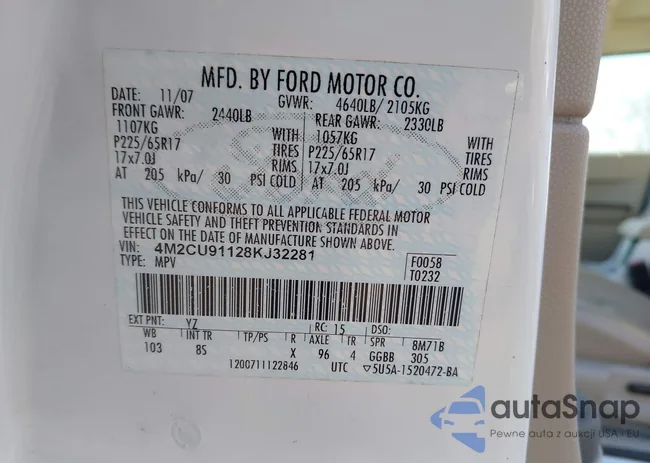 MFD. BY FORD MOTOR CO.
DATE: 11/07 GVWR: 4640LB/ 2105KG
FRONT GAWR: 2440LB REAR GAWR: 2330LB
1107KG WITH 1057KG WITH
P225/65R17 TIRES P225/65R17 TIRES
17x7.0J RIMS 17x7.0J RIMS
AT 205 kPa/ 30 PSI COLD AT 205 kPa/ 30 PSI COLD
THIS VEHICLE CONFORMS TO ALL APPLICABLE FEDERAL MOTOR
VEHICLE SAFETY AND THEFT PREVENTION STANDARDS IN
EFFECT ON THE DATE OF MANUFACTURE SHOWN ABOVE.
VIN: 4M2CU91128KJ32281 F0058
TYPE: MPV T0232
EXT PNT: YZ RC: 15 DSO:
WB INT TR TP/PS R AXLE TR SPR 8M71B
103 8S X 96 4 GGBB 305
1200711122846 UTC ▽5U5A-1520472-BA
Ford
autaSnap
Pewne auta z aukcji USA - EU